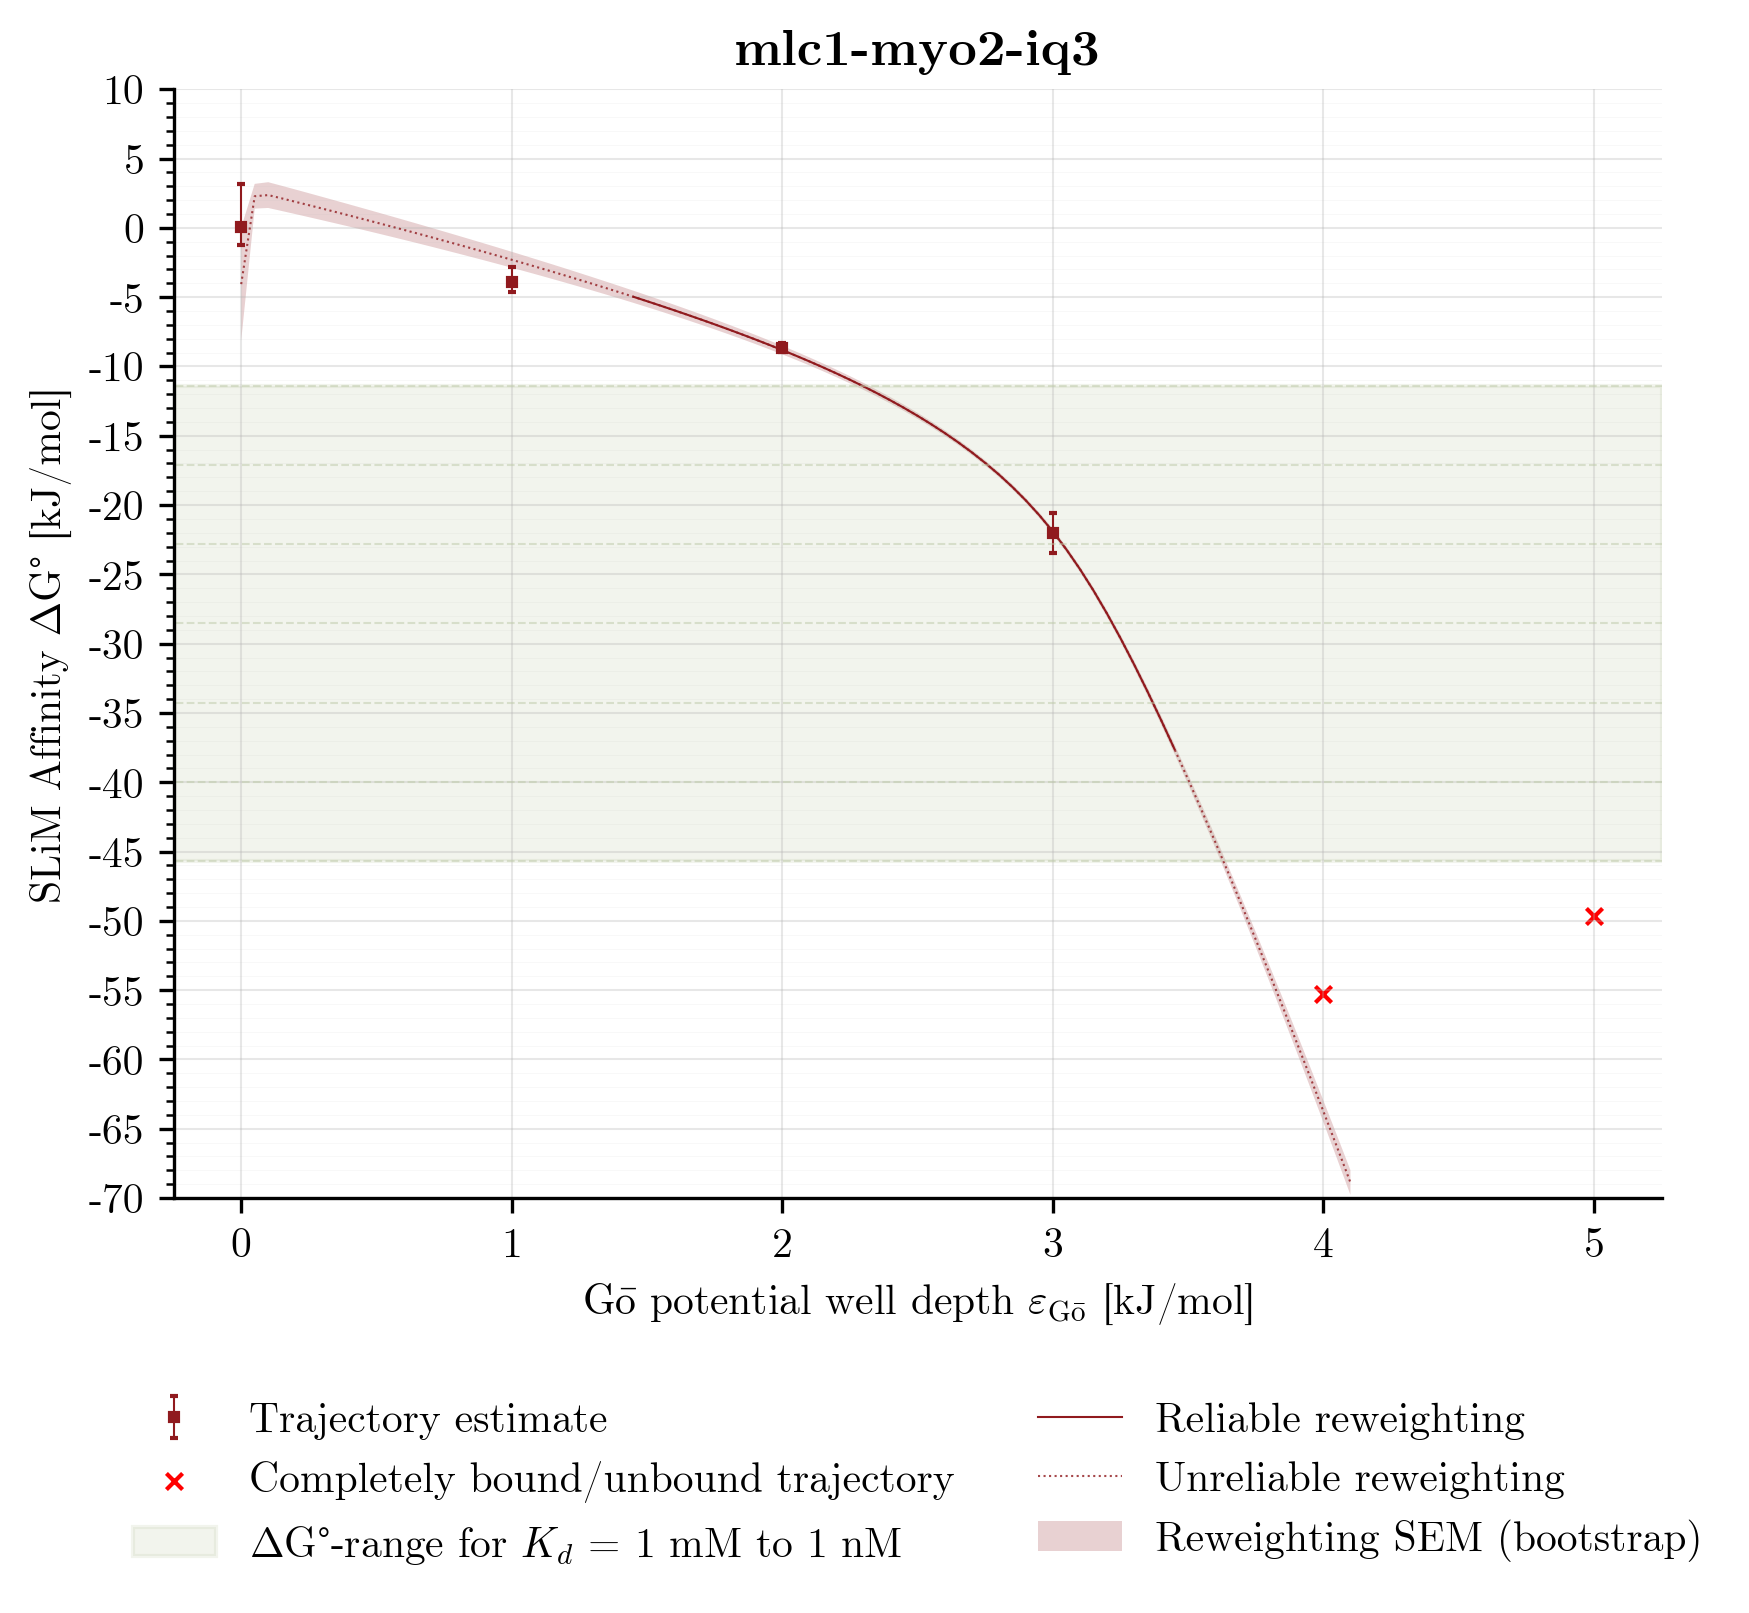 mlc1-myo2-iq3
10
5
0
-5
-10
-15
-20
-25
-30
-35
-40
-45
-50
-55
-60
-65
-70
SLiM Affinity ΔG° [kJ/mol]
0 1 2 3 4 5
Gō potential well depth ε_Gō [kJ/mol]
Trajectory estimate
Completely bound/unbound trajectory
ΔG°-range for K_d = 1 mM to 1 nM
Reliable reweighting
Unreliable reweighting
Reweighting SEM (bootstrap)